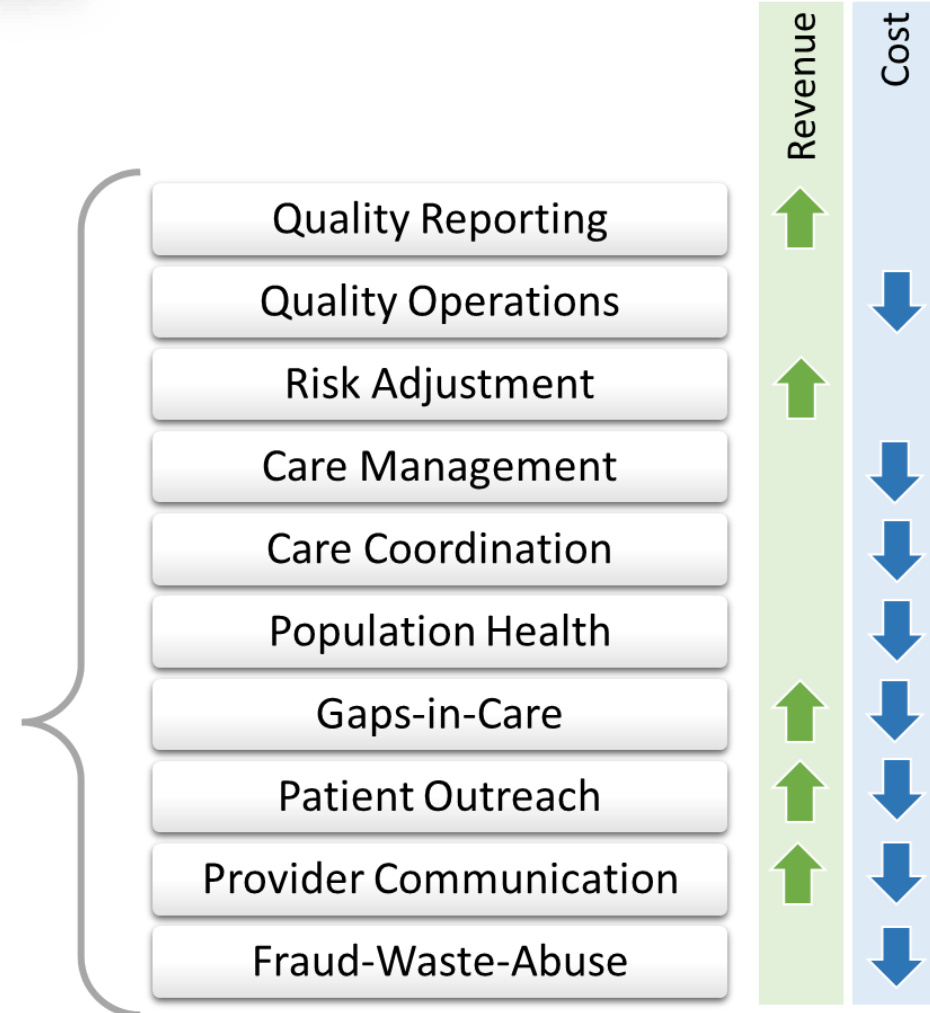 Revenue
Cost
Quality Reporting
Quality Operations
Risk Adjustment
Care Management
Care Coordination
Population Health
Gaps-in-Care
Patient Outreach
Provider Communication
Fraud-Waste-Abuse